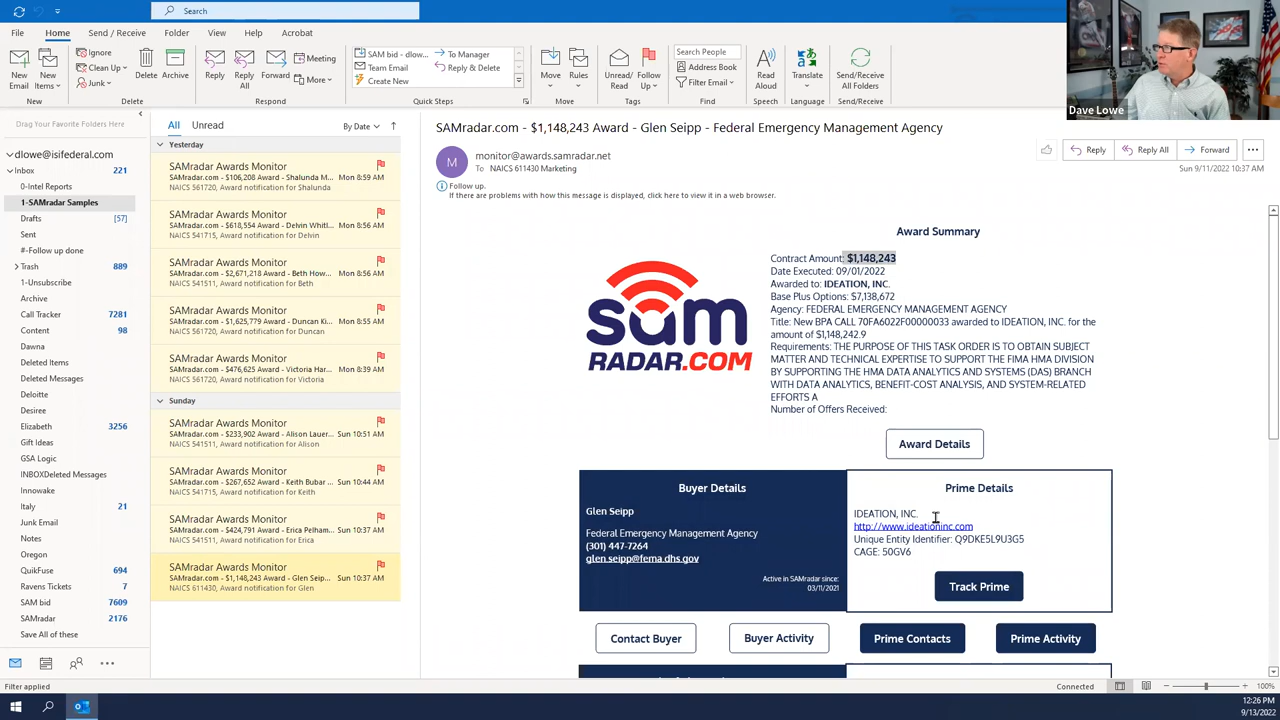 Search
File
Home
Send / Receive
Folder
View
Help
Acrobat
New Email
New Items
Ignore
Clean Up
Junk
Delete
Archive
Reply
Reply All
Forward
Meeting
More
SAM bid - dlow...
To Manager
Team Email
Reply & Delete
Create New
Move
Rules
Unread/ Read
Follow Up
Search People
Address Book
Filter Email
Read Aloud
Translate
Send/Receive All Folders
New
Delete
Respond
Quick Steps
Move
Tags
Find
Speech
Language
Send/Receive
Dave Lowe
Drag Your Favorite Folders Here
dlowe@isifederal.com
Inbox 221
0-Intel Reports
1-SAMradar Samples
Drafts [57]
Sent
#-Follow up done
Trash 889
1-Unsubscribe
Archive
Call Tracker 7281
Content 98
Dawna
Deleted Items
Deleted Messages
Deloitte
Desiree
Elizabeth 3256
Gift Ideas
GSA Logic
INBOXDeleted Messages
Innowake
Italy 21
Junk Email
Notes
Oregon
QuikFuse 694
Ravens Tickets 7
SAM bid 7609
SAMradar 2176
Save All of these
All
Unread
By Date
Yesterday
SAMradar Awards Monitor
SAMradar.com - $106,208 Award - Shalunda M... Mon 8:59 AM
NAICS 561720, Award notification for Shalunda
SAMradar Awards Monitor
SAMradar.com - $618,554 Award - Delvin Whitl... Mon 8:56 AM
NAICS 541715, Award notification for Delvin
SAMradar Awards Monitor
SAMradar.com - $2,671,218 Award - Beth How... Mon 8:56 AM
NAICS 541511, Award notification for Beth
SAMradar Awards Monitor
SAMradar.com - $1,625,779 Award - Duncan Ki... Mon 8:55 AM
NAICS 561720, Award notification for Duncan
SAMradar Awards Monitor
SAMradar.com - $476,625 Award - Victoria Har... Mon 8:39 AM
NAICS 561720, Award notification for Victoria
Sunday
SAMradar Awards Monitor
SAMradar.com - $233,902 Award - Alison Lauer... Sun 10:51 AM
NAICS 541511, Award notification for Alison
SAMradar Awards Monitor
SAMradar.com - $267,652 Award - Keith Bubar ... Sun 10:44 AM
NAICS 541715, Award notification for Keith
SAMradar Awards Monitor
SAMradar.com - $424,791 Award - Erica Pelham... Sun 10:37 AM
NAICS 541511, Award notification for Erica
SAMradar Awards Monitor
SAMradar.com - $1,148,243 Award - Glen Seip... Sun 10:37 AM
NAICS 611430, Award notification for Glen
SAMradar.com - $1,148,243 Award - Glen Seipp - Federal Emergency Management Agency
M
monitor@awards.samradar.net
To NAICS 611430 Marketing
Reply
Reply All
Forward
Sun 9/11/2022 10:37 AM
Follow up.
If there are problems with how this message is displayed, click here to view it in a web browser.
Award Summary
sam
RADAR.COM
Contract Amount: $1,148,243
Date Executed: 09/01/2022
Awarded to: IDEATION, INC.
Base Plus Options: $7,138,672
Agency: FEDERAL EMERGENCY MANAGEMENT AGENCY
Title: New BPA CALL 70FA6022F00000033 awarded to IDEATION, INC. for the
amount of $1,148,242.9
Requirements: THE PURPOSE OF THIS TASK ORDER IS TO OBTAIN SUBJECT
MATTER AND TECHNICAL EXPERTISE TO SUPPORT THE FIMA HMA DIVISION
BY SUPPORTING THE HMA DATA ANALYTICS AND SYSTEMS (DAS) BRANCH
WITH DATA ANALYTICS, BENEFIT-COST ANALYSIS, AND SYSTEM-RELATED
EFFORTS A
Number of Offers Received:
Award Details
Buyer Details
Glen Seipp
Federal Emergency Management Agency
(301) 447-7264
glen.seipp@fema.dhs.gov
Active in SAMradar since:
03/11/2021
Prime Details
IDEATION, INC.
http://www.ideationinc.com
Unique Entity Identifier: Q9DKE5L9U3G5
CAGE: 50GV6
Track Prime
Contact Buyer
Buyer Activity
Prime Contacts
Prime Activity
Filter applied
Connected
100%
12:26 PM
9/13/2022